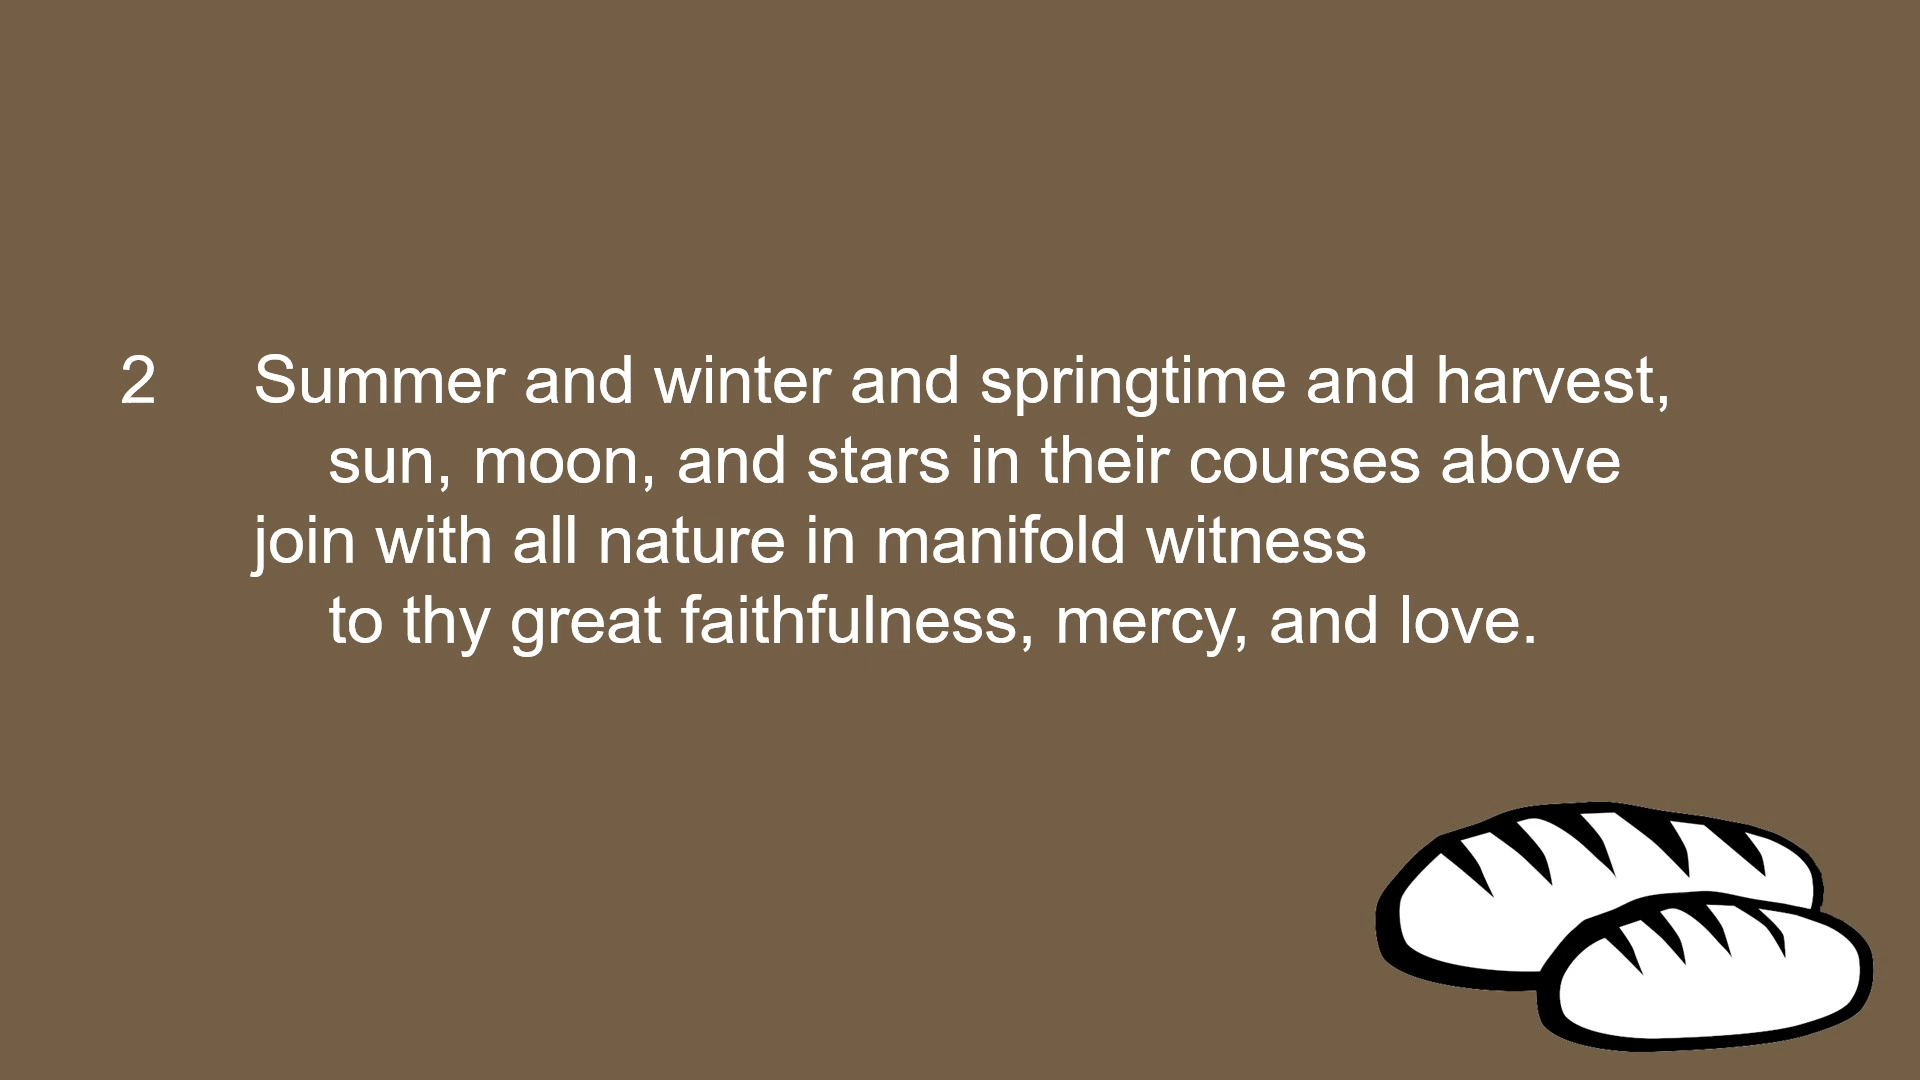 2 Summer and winter and springtime and harvest,
sun, moon, and stars in their courses above
join with all nature in manifold witness
to thy great faithfulness, mercy, and love.